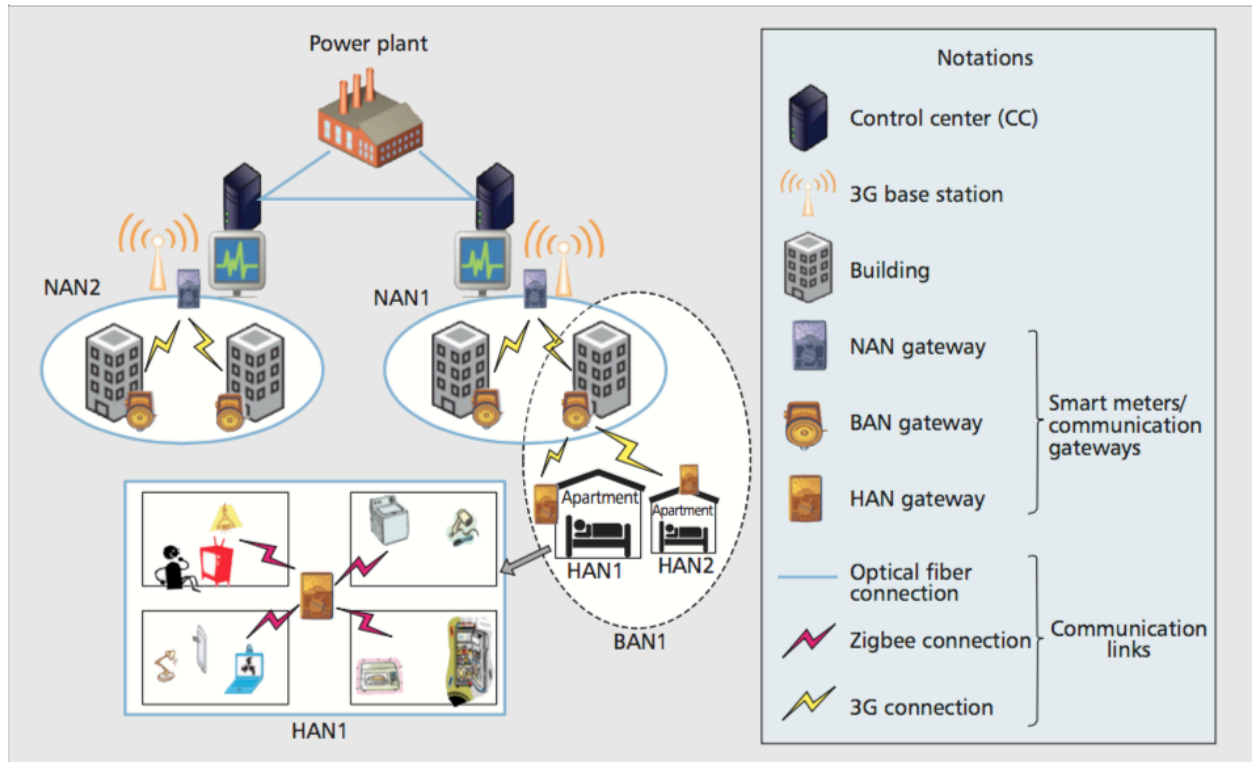 Power plant
NAN2
NAN1
Apartment
Apartment
HAN1
HAN2
BAN1
HAN1
Notations
Control center (CC)
3G base station
Building
NAN gateway
BAN gateway
HAN gateway
Smart meters/
communication
gateways
Optical fiber
connection
Zigbee connection
3G connection
Communication
links